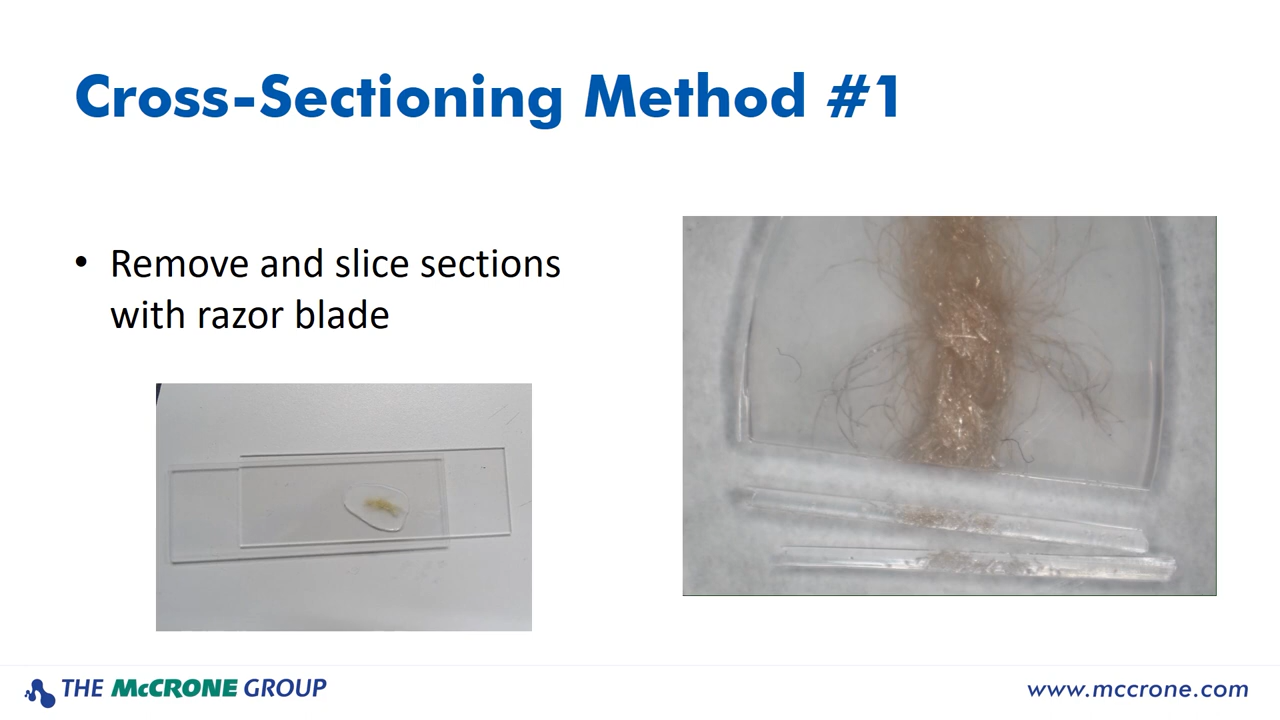 Cross-Sectioning Method #1
• Remove and slice sections
with razor blade
THE McCRONE GROUP
www.mccrone.com